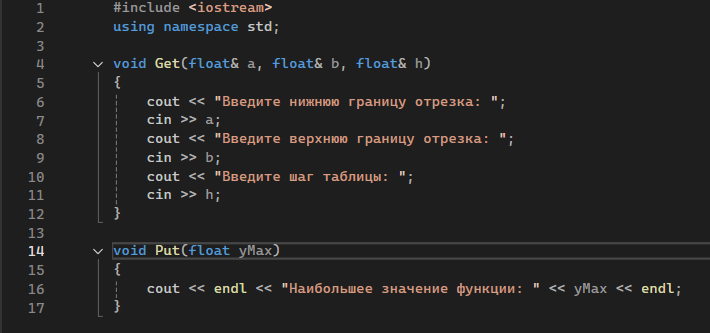 1 #include <iostream>
2 using namespace std;
3
4 void Get(float& a, float& b, float& h)
5 {
6 cout << "Введите нижнюю границу отрезка: ";
7 cin >> a;
8 cout << "Введите верхнюю границу отрезка: ";
9 cin >> b;
10 cout << "Введите шаг таблицы: ";
11 cin >> h;
12 }
13
14 void Put(float yMax)
15 {
16 cout << endl << "Наибольшее значение функции: " << yMax << endl;
17 }